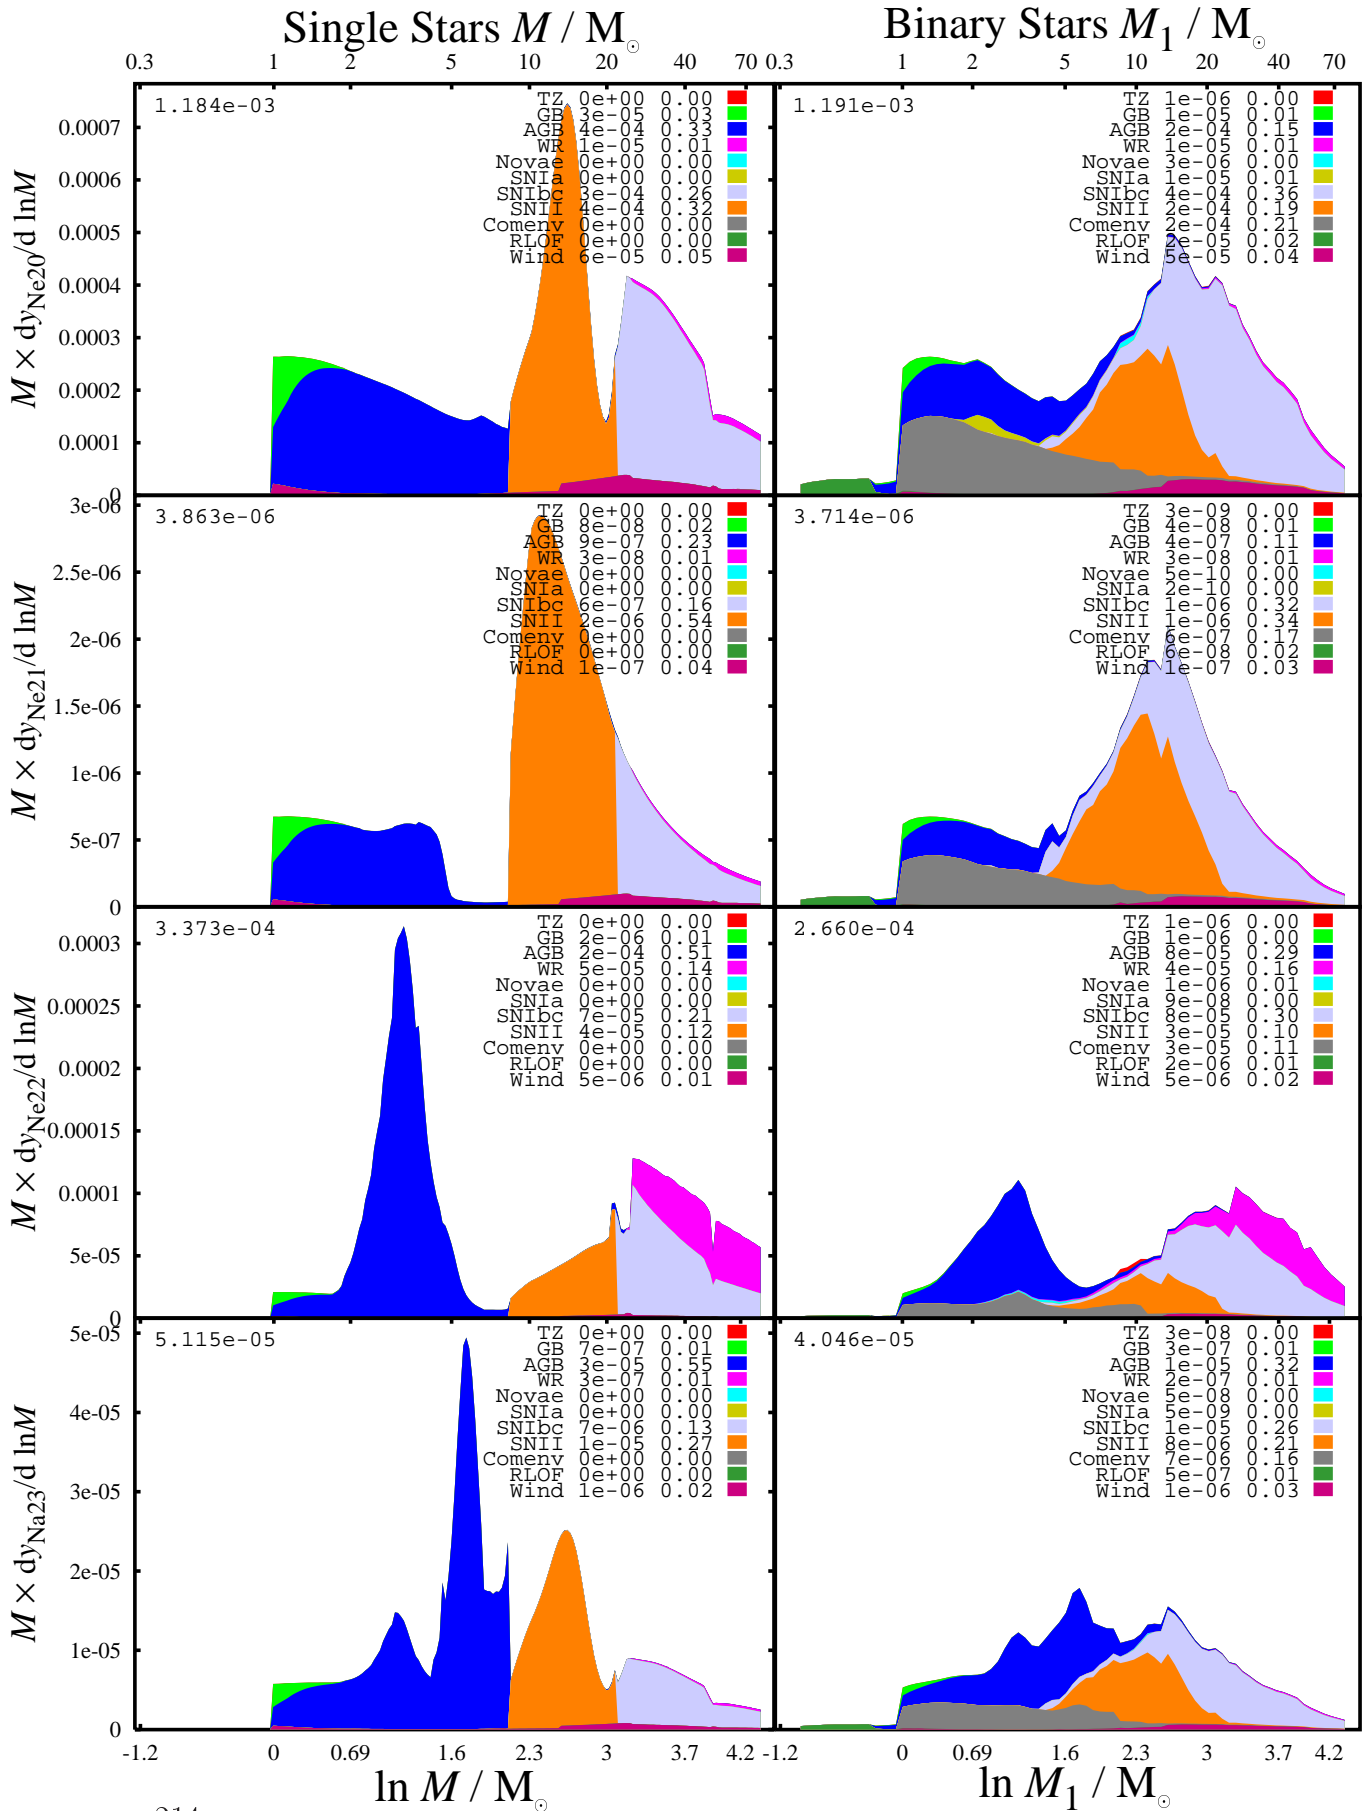 Single Stars M / M☉
Binary Stars M1 / M☉
0.3 1 2 5 10 20 40 70
0.3 1 2 5 10 20 40 70
M × dyNe20/d lnM
0.0007
0.0006
0.0005
0.0004
0.0003
0.0002
0.0001
0
1.184e-03
TZ 0e+00 0.00
GB 3e-05 0.03
AGB 4e-04 0.33
WR 1e-05 0.01
Novae 0e+00 0.00
SNIa 0e+00 0.00
SNIbc 3e-04 0.26
SNII 4e-04 0.32
Comenv 0e+00 0.00
RLOF 0e+00 0.00
Wind 6e-05 0.05
1.191e-03
TZ 1e-06 0.00
GB 1e-05 0.01
AGB 2e-04 0.15
WR 1e-05 0.01
Novae 3e-06 0.00
SNIa 1e-05 0.01
SNIbc 4e-04 0.36
SNII 2e-04 0.19
Comenv 2e-04 0.21
RLOF 2e-05 0.02
Wind 5e-05 0.04
M × dyNe21/d lnM
3e-06
2.5e-06
2e-06
1.5e-06
1e-06
5e-07
0
3.863e-06
TZ 0e+00 0.00
GB 8e-08 0.02
AGB 9e-07 0.23
WR 3e-08 0.01
Novae 0e+00 0.00
SNIa 0e+00 0.00
SNIbc 6e-07 0.16
SNII 2e-06 0.54
Comenv 0e+00 0.00
RLOF 0e+00 0.00
Wind 1e-07 0.04
3.714e-06
TZ 3e-09 0.00
GB 4e-08 0.01
AGB 4e-07 0.11
WR 3e-08 0.01
Novae 5e-10 0.00
SNIa 2e-10 0.00
SNIbc 1e-06 0.32
SNII 1e-06 0.34
Comenv 6e-07 0.17
RLOF 6e-08 0.02
Wind 1e-07 0.03
M × dyNe22/d lnM
0.0003
0.00025
0.0002
0.00015
0.0001
5e-05
0
3.373e-04
TZ 0e+00 0.00
GB 2e-06 0.01
AGB 2e-04 0.51
WR 5e-05 0.14
Novae 0e+00 0.00
SNIa 0e+00 0.00
SNIbc 7e-05 0.21
SNII 4e-05 0.12
Comenv 0e+00 0.00
RLOF 0e+00 0.00
Wind 5e-06 0.01
2.660e-04
TZ 1e-06 0.00
GB 1e-06 0.00
AGB 8e-05 0.29
WR 4e-05 0.16
Novae 1e-06 0.01
SNIa 9e-08 0.00
SNIbc 8e-05 0.30
SNII 3e-05 0.10
Comenv 3e-05 0.11
RLOF 2e-06 0.01
Wind 5e-06 0.02
M × dyNa23/d lnM
5e-05
4e-05
3e-05
2e-05
1e-05
0
5.115e-05
TZ 0e+00 0.00
GB 7e-07 0.01
AGB 3e-05 0.55
WR 3e-07 0.01
Novae 0e+00 0.00
SNIa 0e+00 0.00
SNIbc 7e-06 0.13
SNII 1e-05 0.27
Comenv 0e+00 0.00
RLOF 0e+00 0.00
Wind 1e-06 0.02
4.046e-05
TZ 3e-08 0.00
GB 3e-07 0.01
AGB 1e-05 0.32
WR 2e-07 0.01
Novae 5e-08 0.00
SNIa 5e-09 0.00
SNIbc 1e-05 0.26
SNII 8e-06 0.21
Comenv 7e-06 0.16
RLOF 5e-07 0.01
Wind 1e-06 0.03
-1.2 0 0.69 1.6 2.3 3 3.7 4.2
-1.2 0 0.69 1.6 2.3 3 3.7 4.2
ln M / M☉
ln M1 / M☉